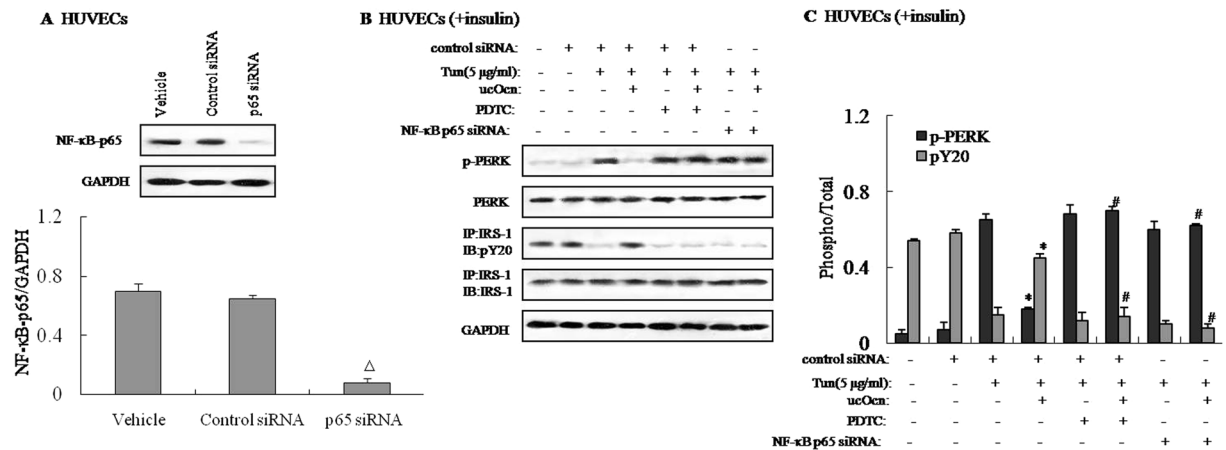 A HUVECs
Vehicle
Control siRNA
p65 siRNA
NF-κB-p65
GAPDH
NF-κB-p65/GAPDH
1.2
0.8
0.4
0
△
Vehicle Control siRNA p65 siRNA
B HUVECs (+insulin)
control siRNA: - + + + + + - -
Tun(5 μg/ml): - - + + + + + +
ucOcn - - - + - + - +
PDTC: - - - - + + - -
NF-κB p65 siRNA: - - - - - - + +
p-PERK
PERK
IP:IRS-1
IB:pY20
IP:IRS-1
IB:IRS-1
GAPDH
C HUVECs (+insulin)
Phospho/Total
1.2
0.8
0.4
0
p-PERK
pY20
* * # # # #
control siRNA: - + + + + + - -
Tun(5 μg/ml): - - + + + + + +
ucOcn - - - + - + - +
PDTC: - - - - + + - -
NF-κB p65 siRNA: - - - - - - + +